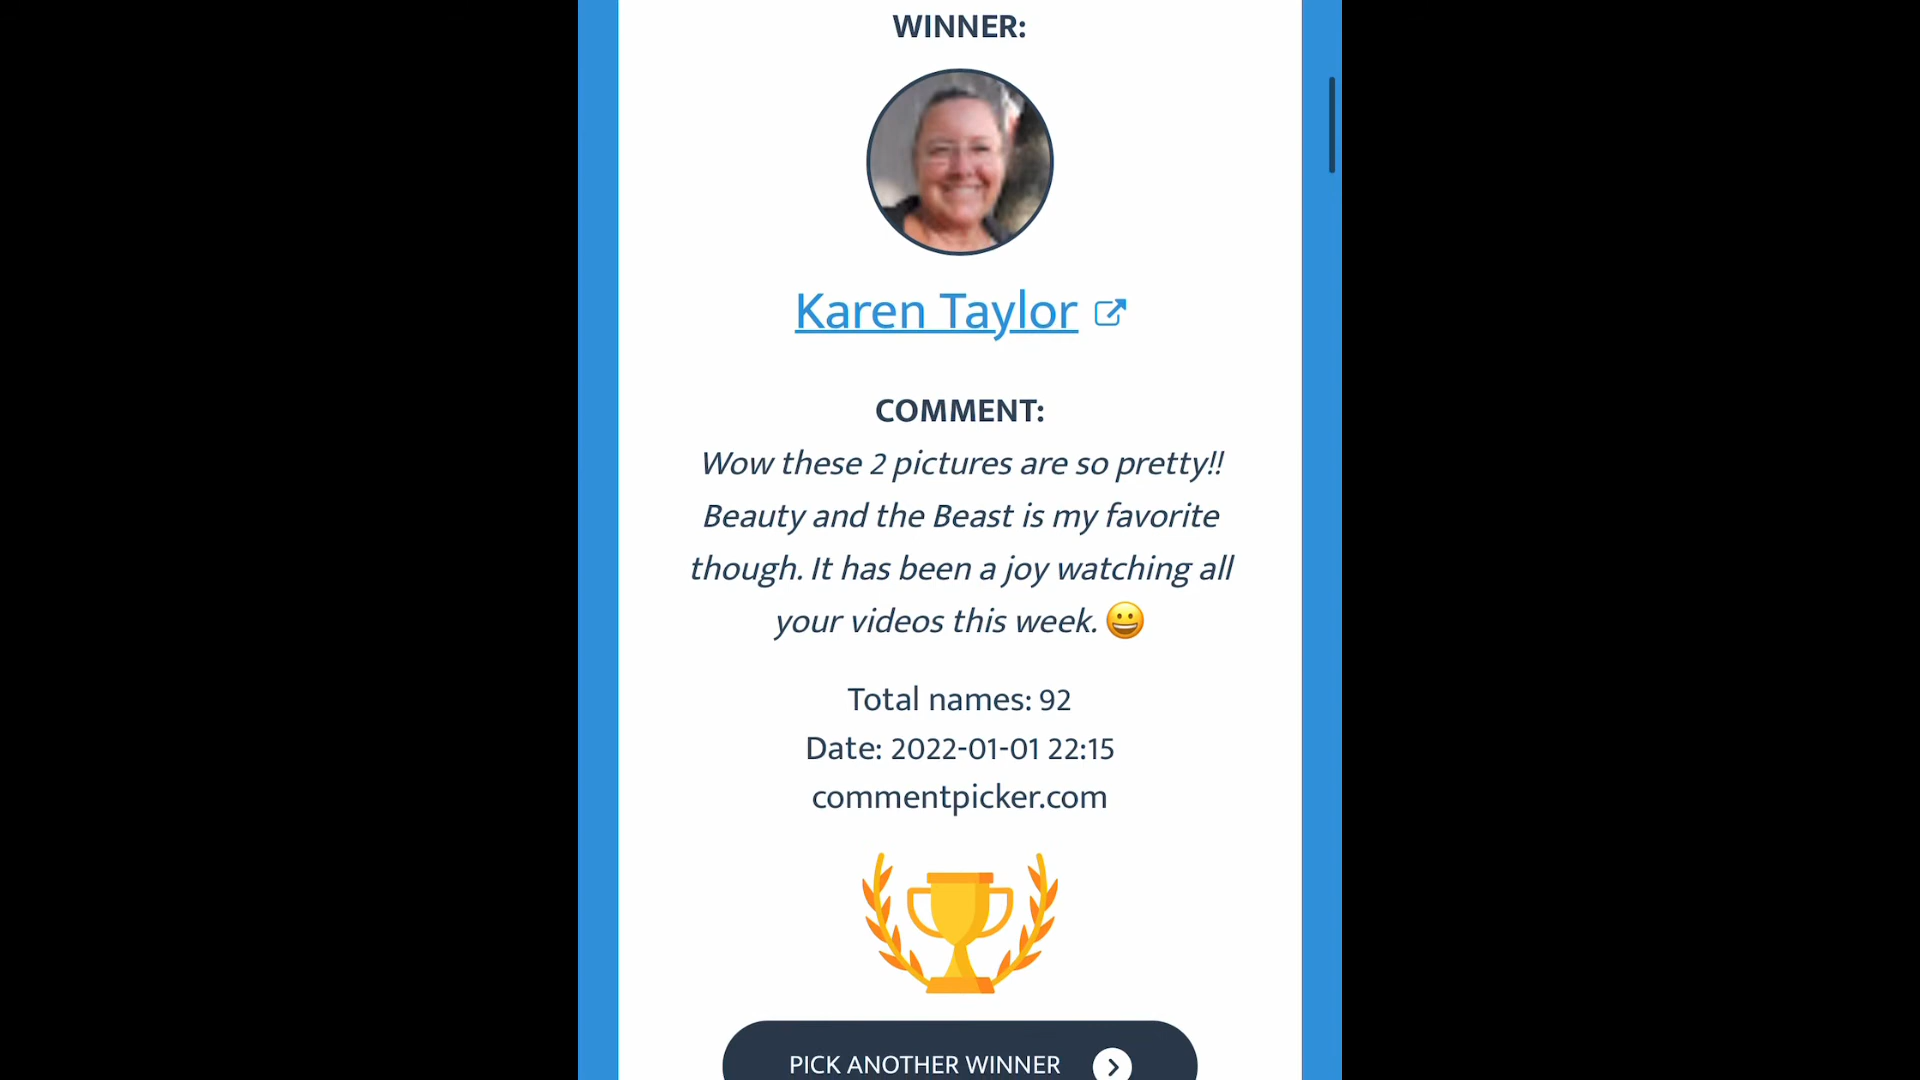 WINNER:
Karen Taylor
COMMENT:
Wow these 2 pictures are so pretty!!
Beauty and the Beast is my favorite
though. It has been a joy watching all
your videos this week. 😀
Total names: 92
Date: 2022-01-01 22:15
commentpicker.com
PICK ANOTHER WINNER